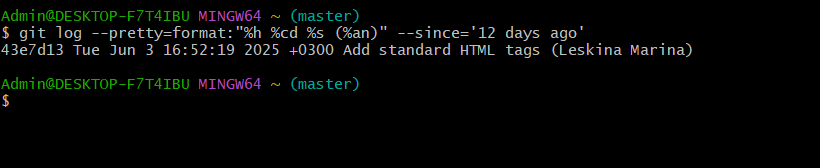 Admin@DESKTOP-F7T4IBU MINGW64 ~ (master)
$ git log --pretty=format:"%h %cd %s (%an)" --since='12 days ago'
43e7d13 Tue Jun 3 16:52:19 2025 +0300 Add standard HTML tags (Leskina Marina)
Admin@DESKTOP-F7T4IBU MINGW64 ~ (master)
$